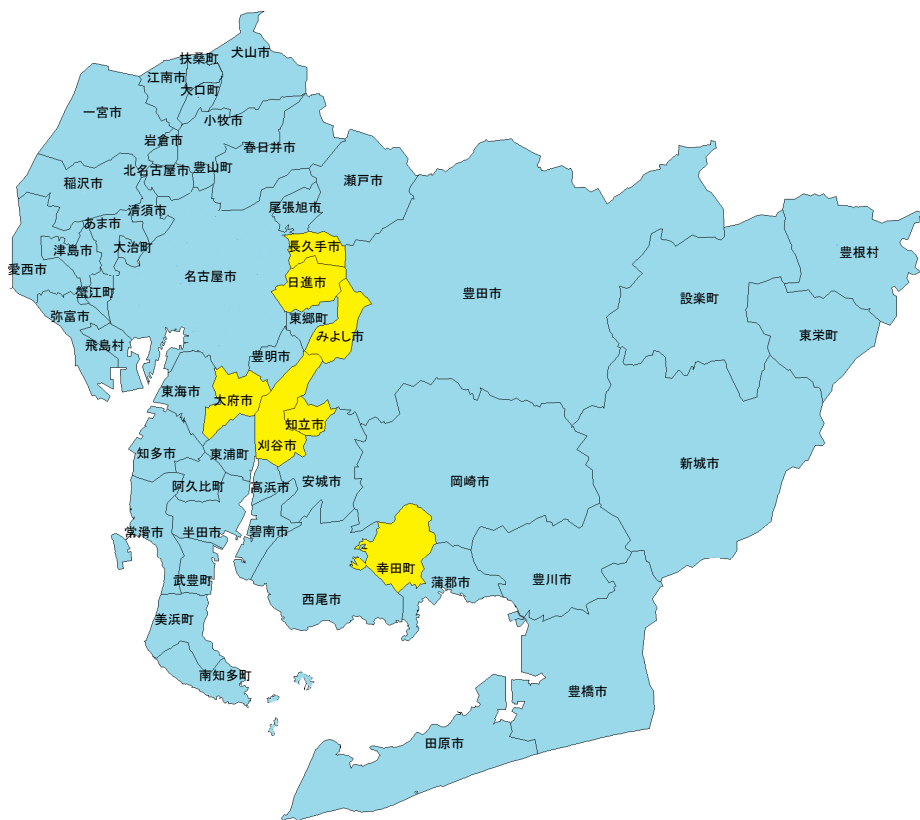 犬山市
扶桑町
江南市
大口町
一宮市
小牧市
岩倉市
春日井市
北名古屋市
豊山町
瀬戸市
稲沢市
尾張旭市
清須市
あま市
大治町
津島市
長久手市
豊根村
愛西市
名古屋市
日進市
豊田市
蟹江町
設楽町
弥富市
東郷町
みよし市
東栄町
飛島村
豊明市
東海市
大府市
知立市
刈谷市
知多市
東浦町
新城市
安城市
岡崎市
阿久比町
高浜市
常滑市
半田市
碧南市
幸田町
武豊町
蒲郡市
豊川市
西尾市
美浜町
南知多町
豊橋市
田原市